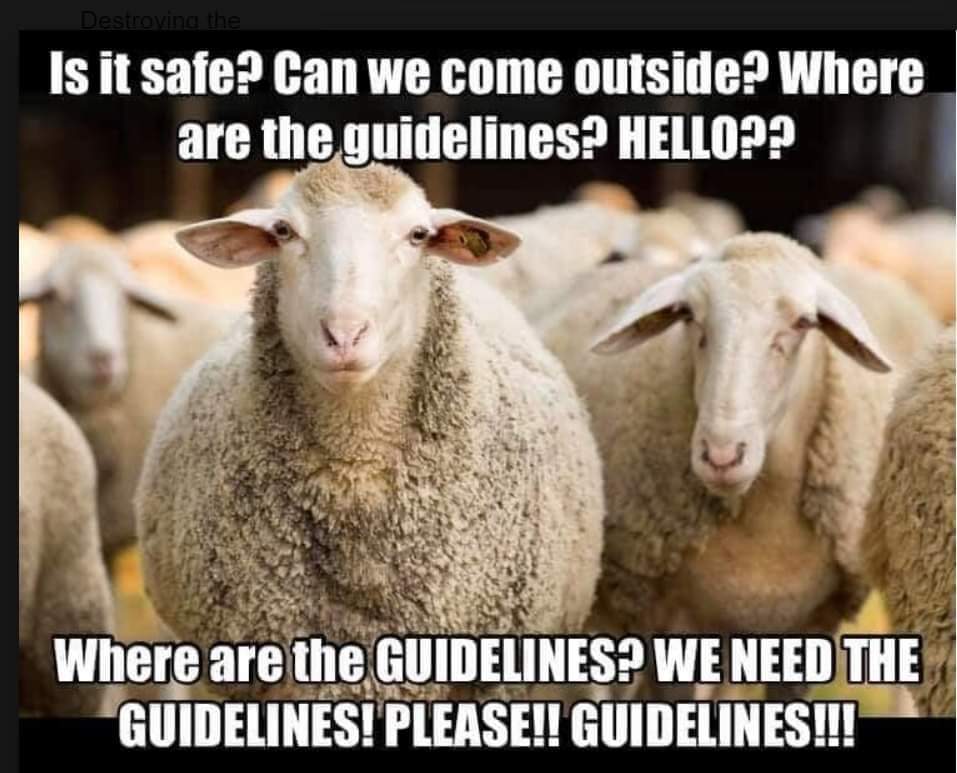 Destroying the
Is it safe? Can we come outside? Where
are the guidelines? HELLO??
Where are the GUIDELINES? WE NEED THE
GUIDELINES! PLEASE!! GUIDELINES!!!